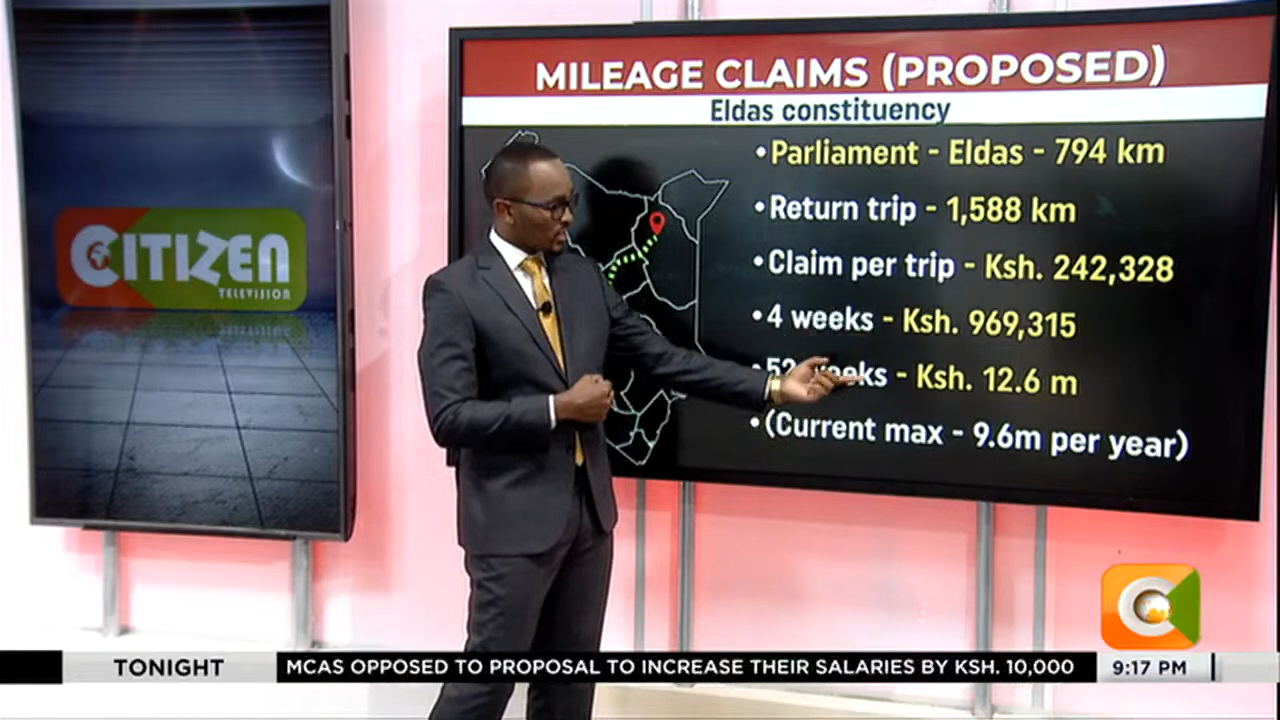 CITIZEN
TELEVISION
MILEAGE CLAIMS (PROPOSED)
Eldas constituency
•Parliament - Eldas - 794 km
•Return trip - 1,588 km
•Claim per trip - Ksh. 242,328
•4 weeks - Ksh. 969,315
•52 weeks - Ksh. 12.6 m
•(Current max - 9.6m per year)
TONIGHT
MCAS OPPOSED TO PROPOSAL TO INCREASE THEIR SALARIES BY KSH. 10,000
9:17 PM